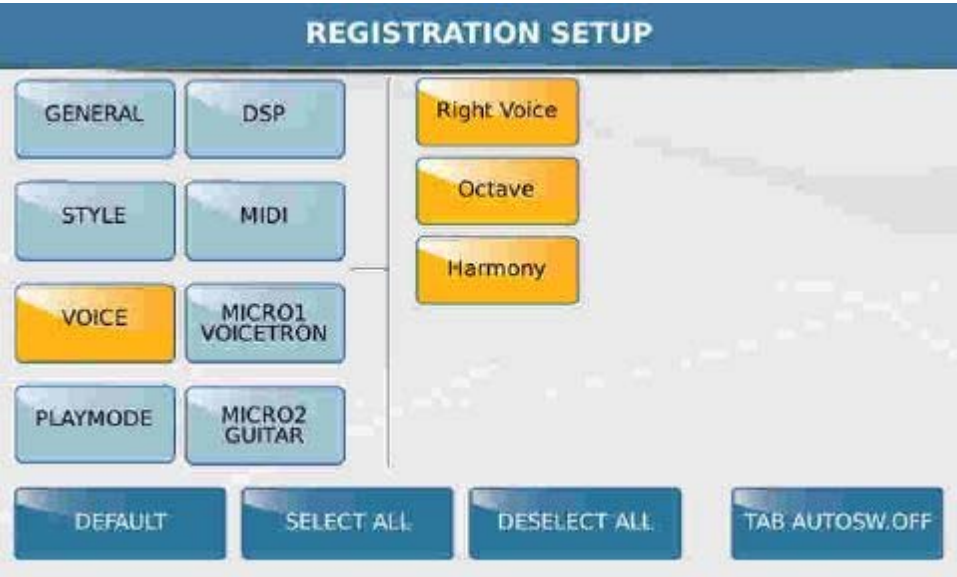 REGISTRATION SETUP
GENERAL
DSP
STYLE
MIDI
VOICE
MICRO1
VOICETRON
PLAYMODE
MICRO2
GUITAR
Right Voice
Octave
Harmony
DEFAULT
SELECT ALL
DESELECT ALL
TAB AUTOSW.OFF